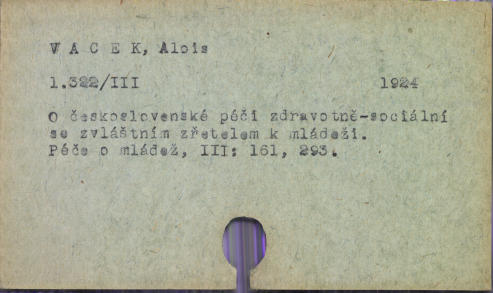 V A C E K, Alois
1.322/III 1924
O československé péči zdravotně-sociální
se zvláštním zřetelem k mládeži.
Péče o mládež, III: 161, 293.